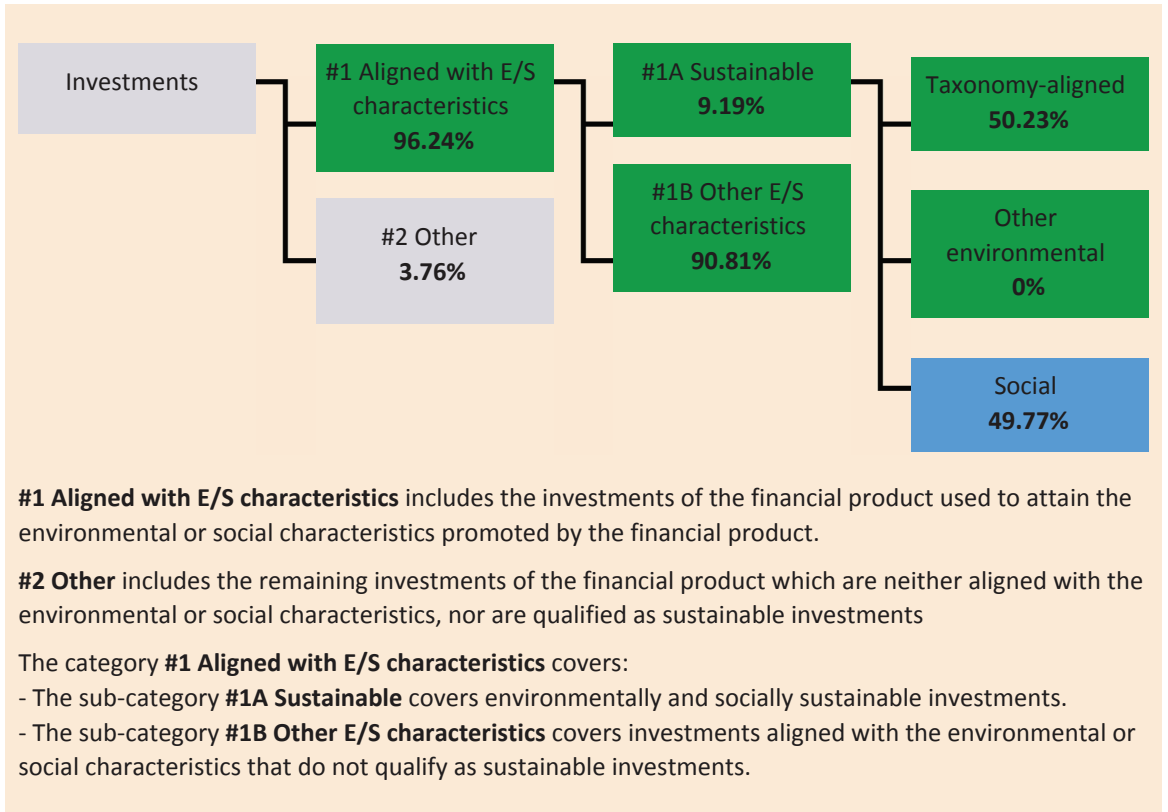 Investments
#1 Aligned with E/S
characteristics
96.24%
#2 Other
3.76%
#1A Sustainable
9.19%
#1B Other E/S
characteristics
90.81%
Taxonomy-aligned
50.23%
Other
environmental
0%
Social
49.77%
#1 Aligned with E/S characteristics includes the investments of the financial product used to attain the
environmental or social characteristics promoted by the financial product.
#2 Other includes the remaining investments of the financial product which are neither aligned with the
environmental or social characteristics, nor are qualified as sustainable investments
The category #1 Aligned with E/S characteristics covers:
- The sub-category #1A Sustainable covers environmentally and socially sustainable investments.
- The sub-category #1B Other E/S characteristics covers investments aligned with the environmental or
social characteristics that do not qualify as sustainable investments.